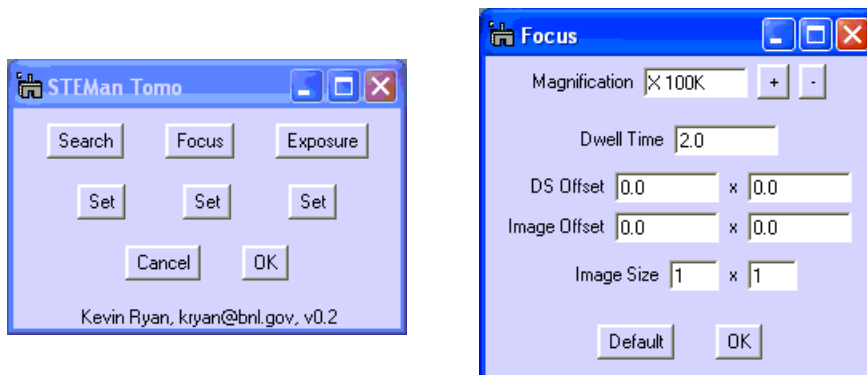 STEMan Tomo
Search Focus Exposure
Set Set Set
Cancel OK
Kevin Ryan, kryan@bnl.gov, v0.2
Focus
Magnification X 100K + -
Dwell Time 2.0
DS Offset 0.0 x 0.0
Image Offset 0.0 x 0.0
Image Size 1 x 1
Default OK